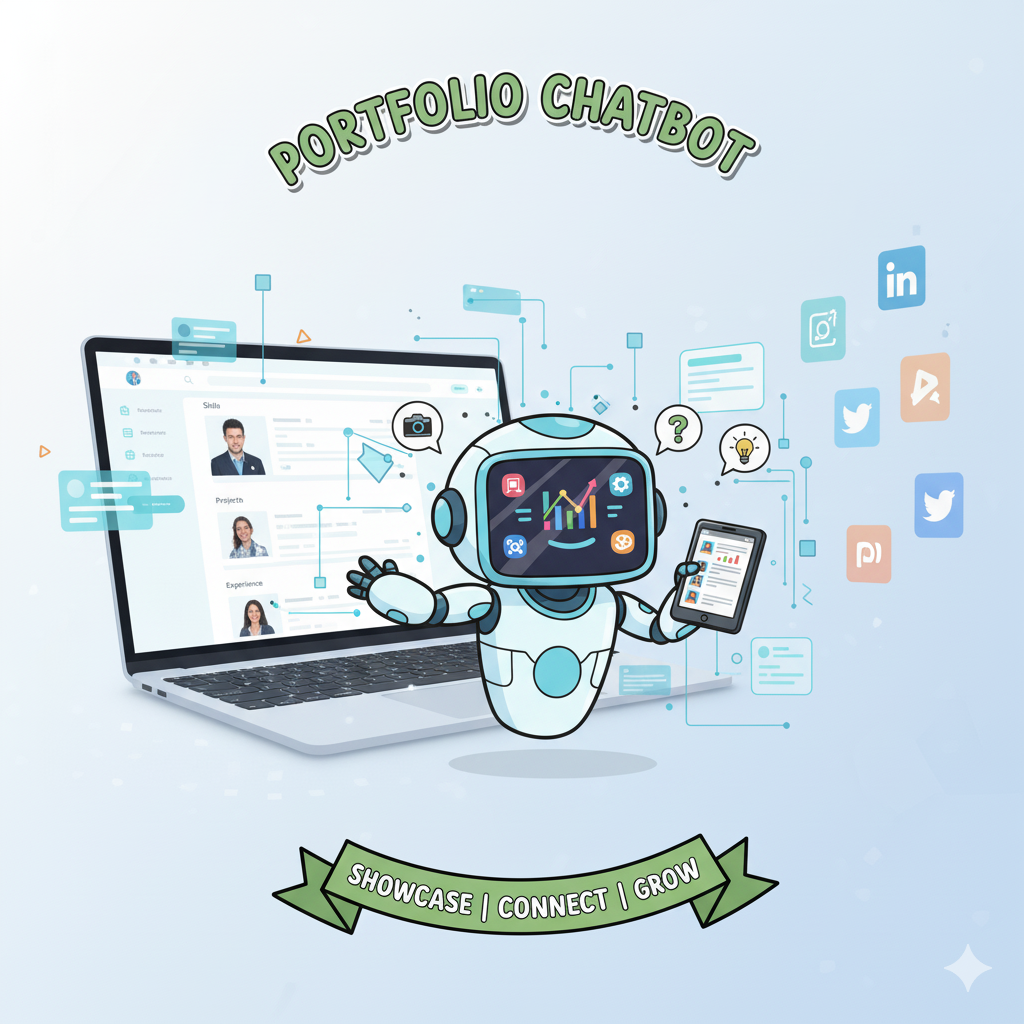 PORTFOLIO CHATBOT
in
Skills
Projects
Experience
SHOWCASE | CONNECT | GROW